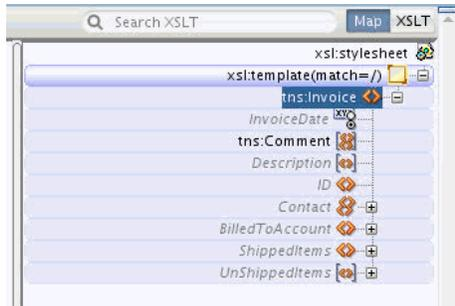 Search XSLT Map XSLT
xsl:stylesheet
xsl:template(match=/)
tns:Invoice
InvoiceDate
tns:Comment
Description
ID
Contact
BilledToAccount
ShippedItems
UnShippedItems